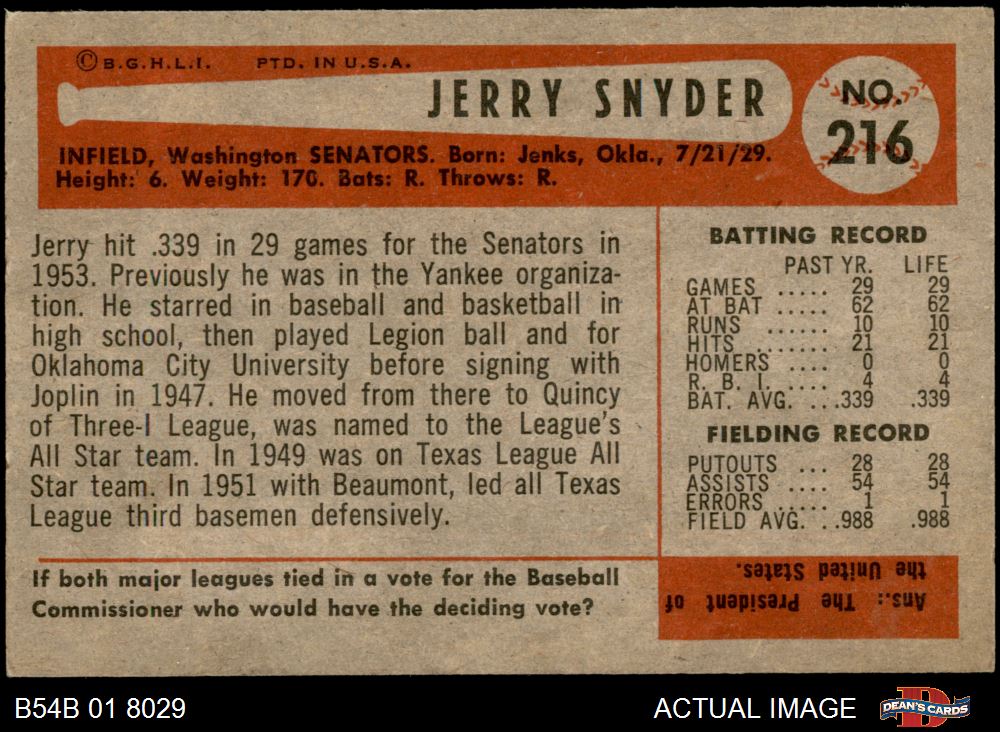 ©B.G.H.L.I. PTD. IN U.S.A.
JERRY SNYDER
NO.
216
INFIELD, Washington SENATORS. Born: Jenks, Okla., 7/21/29.
Height: 6. Weight: 170. Bats: R. Throws: R.
Jerry hit .339 in 29 games for the Senators in
1953. Previously he was in the Yankee organiza-
tion. He starred in baseball and basketball in
high school, then played Legion ball and for
Oklahoma City University before signing with
Joplin in 1947. He moved from there to Quincy
of Three-I League, was named to the League's
All Star team. In 1949 was on Texas League All
Star team. In 1951 with Beaumont, led all Texas
League third basemen defensively.
BATTING RECORD
PAST YR. LIFE
GAMES ..... 29 29
AT BAT ..... 62 62
RUNS ...... 10 10
HITS ....... 21 21
HOMERS .... 0 0
R. B. I. .... 4 4
BAT. AVG. ...339 .339
FIELDING RECORD
PUTOUTS ... 28 28
ASSISTS .... 54 54
ERRORS ..... 1 1
FIELD AVG. ..988 .988
If both major leagues tied in a vote for the Baseball
Commissioner who would have the deciding vote?
Ans.: The President of
the United States.
B54B 01 8029
ACTUAL IMAGE
D
DEAN'S CARDS